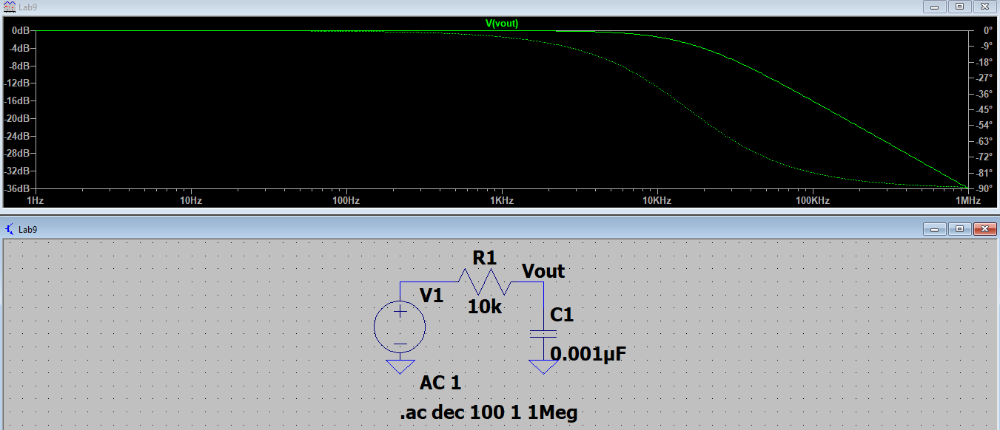 Lab9
V(vout)
0dB 0°
-4dB -9°
-8dB -18°
-12dB -27°
-16dB -36°
-20dB -45°
-24dB -54°
-28dB -63°
-32dB -72°
-36dB -81°
-90°
1Hz 10Hz 100Hz 1KHz 10KHz 100KHz 1MHz
Lab9
R1
Vout
V1
10k
C1
0.001µF
AC 1
.ac dec 100 1 1Meg